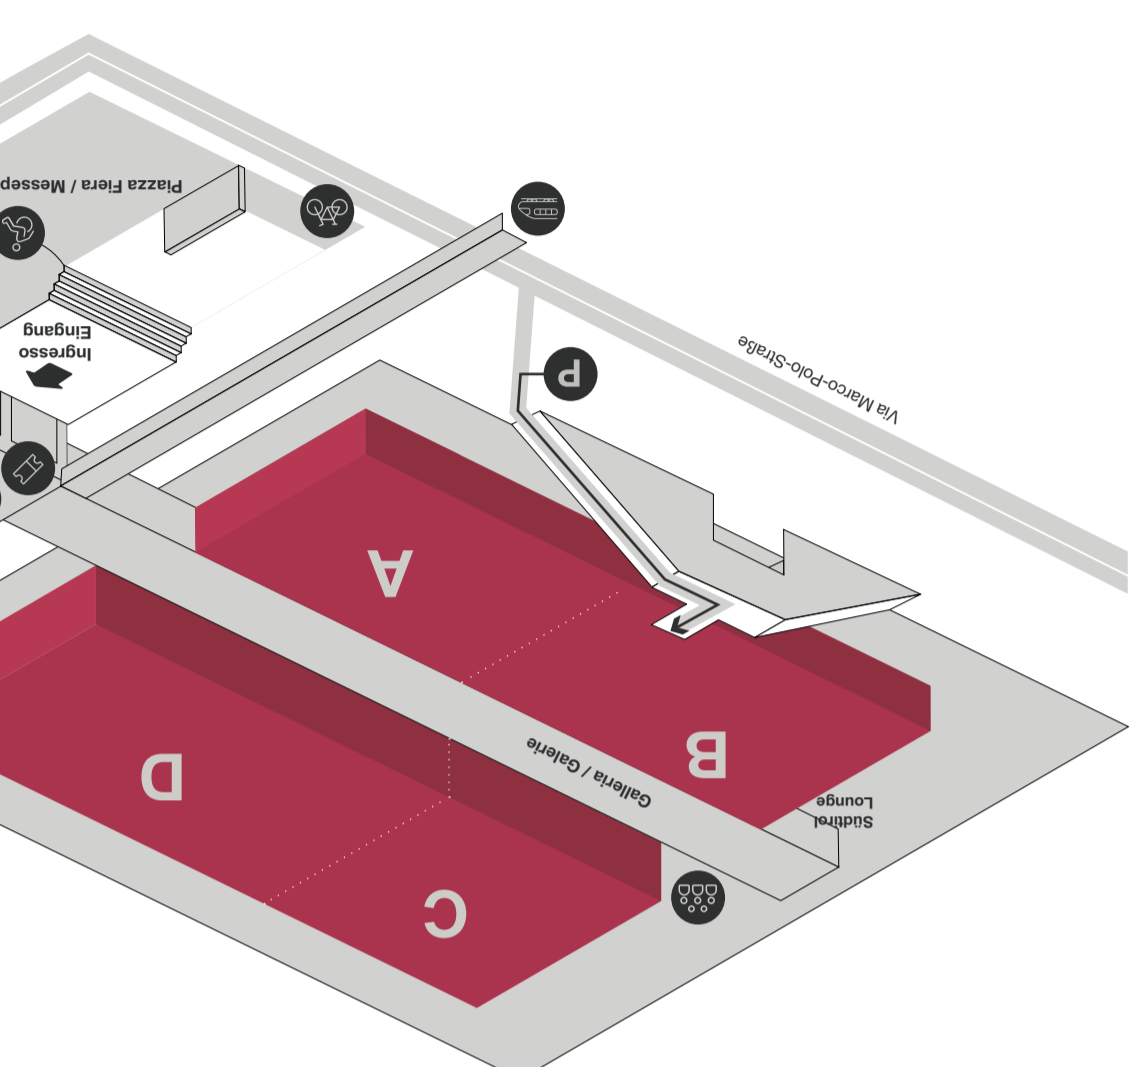 C
Südtirol
Lounge
B
Galleria / Galerie
D
A
Via Marco-Polo-Straße
P
Ingresso
Eingang
Piazza Fiera / Messep